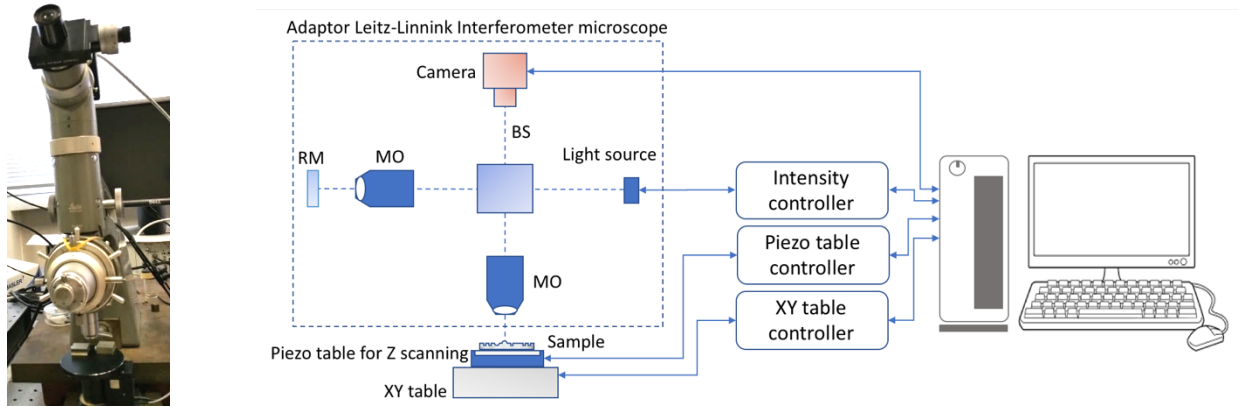 Adaptor Leitz-Linnink Interferometer microscope
Camera
BS
RM
MO
Light source
MO
Sample
Piezo table for Z scanning
XY table
Intensity
controller
Piezo table
controller
XY table
controller